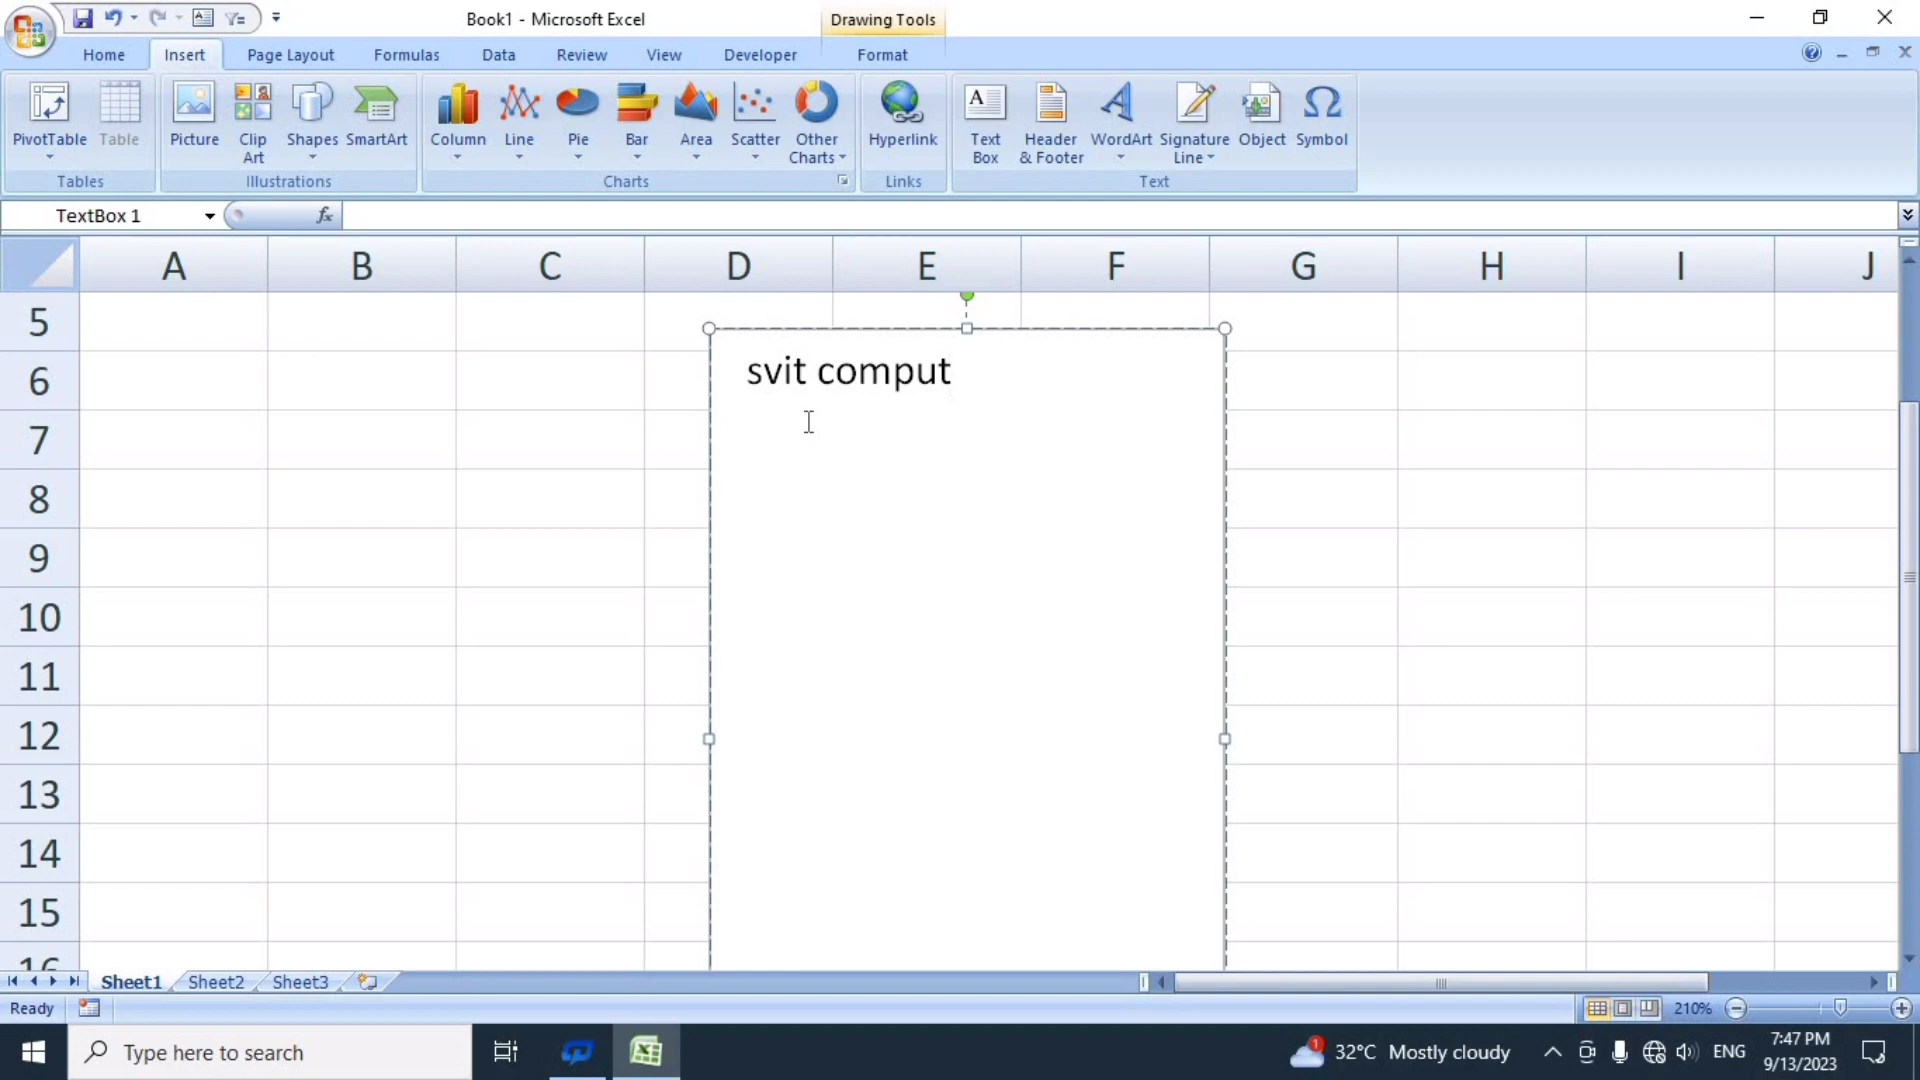 Book1 - Microsoft Excel
Drawing Tools
Home Insert Page Layout Formulas Data Review View Developer Format
PivotTable Table Picture Clip Art Shapes SmartArt Column Line Pie Bar Area Scatter Other Charts Hyperlink Text Box Header & Footer WordArt Signature Line Object Symbol
Tables Illustrations Charts Links Text
TextBox 1 fx
A B C D E F G H I J
5
6
7
8
9
10
11
12
13
14
15
16
svit comput
Sheet1 Sheet2 Sheet3
Ready 210%
Type here to search 1 32°C Mostly cloudy ENG 7:47 PM
9/13/2023